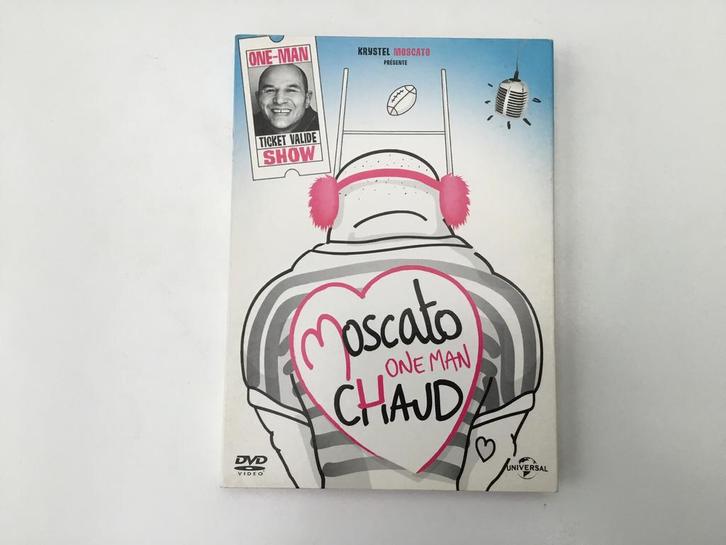 ONE-MAN
TICKET VALIDE
SHOW
KRYSTEL MOSCATO
PRÉSENTE
Moscato
ONE MAN
CHAUD
DVD
VIDEO
UNIVERSAL